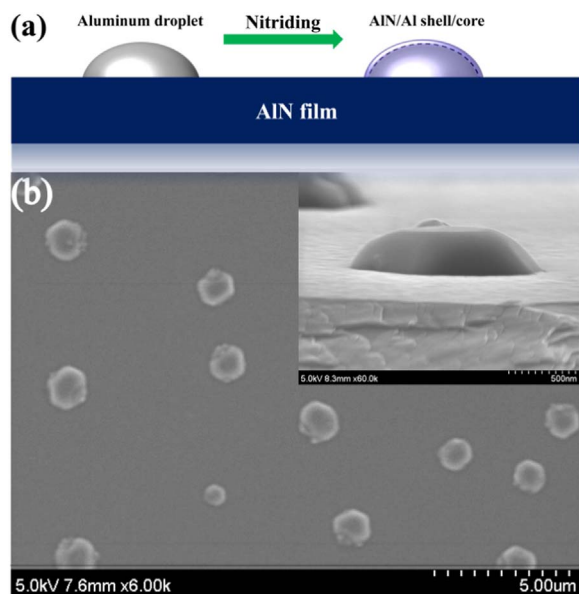 (a)
Aluminum droplet
Nitriding
AlN/Al shell/core
AlN film
(b)
5.0kV 8.3mm x60.0k
500nm
5.0kV 7.6mm x6.00k
5.00um